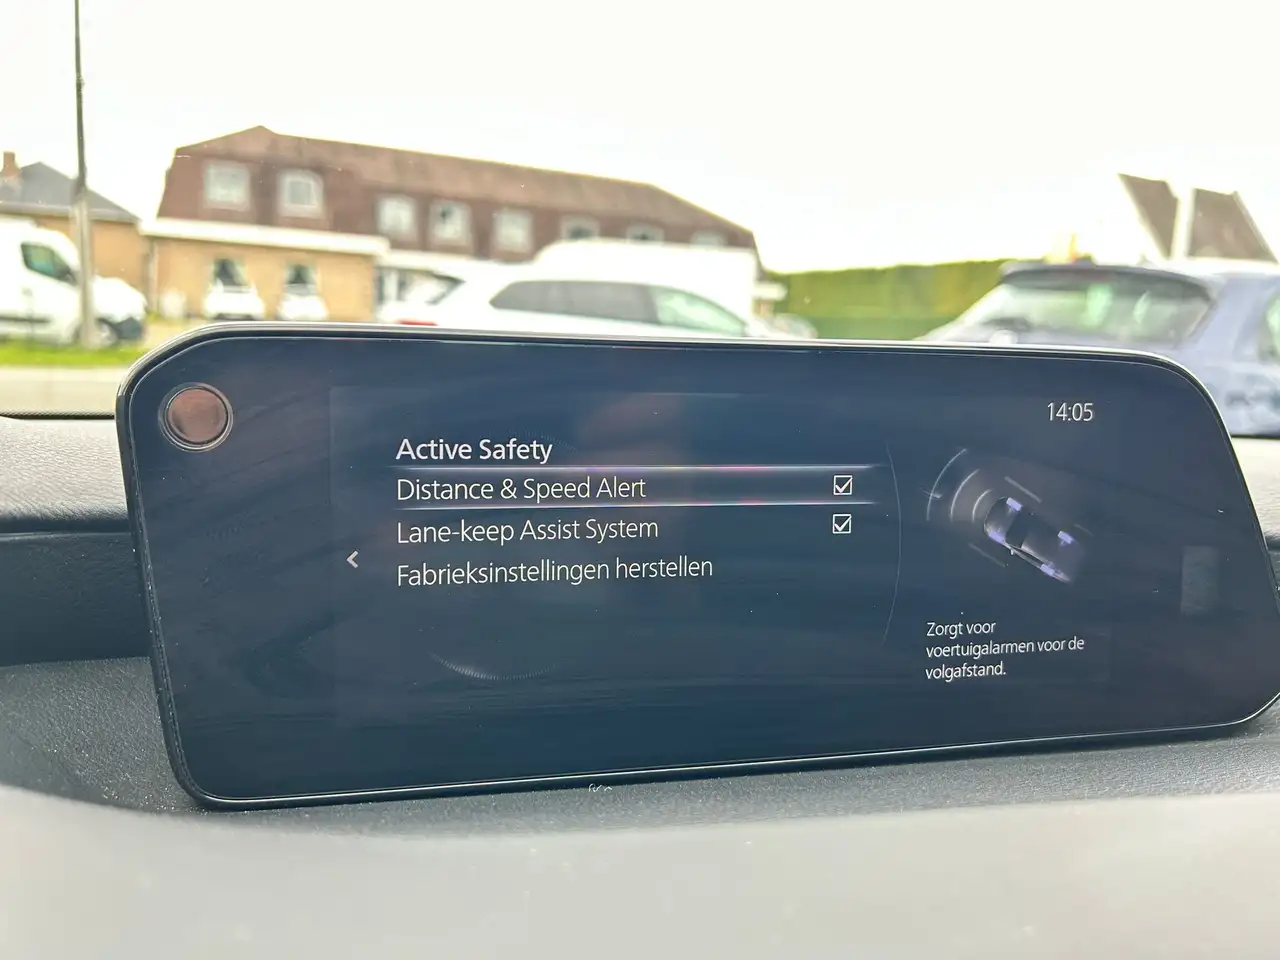 14:05
Active Safety
Distance & Speed Alert
Lane-keep Assist System
Fabrieksinstellingen herstellen
Zorgt voor
voertuigalarmen voor de
volgafstand.